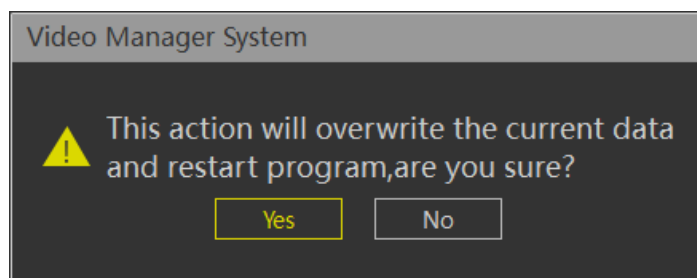 Video Manager System
This action will overwrite the current data
and restart program,are you sure?
Yes No